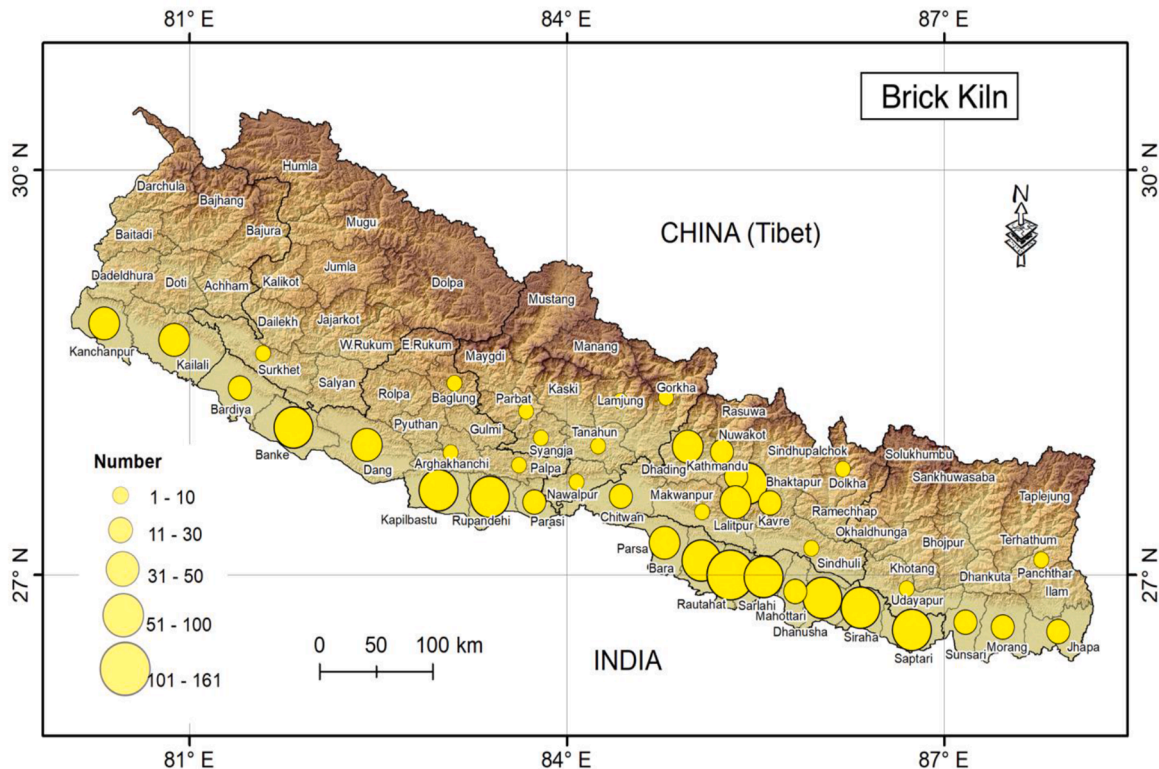 81° E 84° E 87° E
Brick Kiln
30° N 30° N
N
CHINA (Tibet)
Humla
Darchula
Bajhang
Mugu
Bajura
Baitadi
Jumla
Dadeldhura
Doti
Achham
Kalikot
Dolpa
Mustang
Dailekh
Jajarkot
Kanchanpur
Kailali
W.Rukum
E.Rukum
Maygdi
Manang
Surkhet
Salyan
Rolpa
Baglung
Parbat
Kaski
Lamjung
Gorkha
Rasuwa
Bardiya
Pyuthan
Gulmi
Syangja
Tanahun
Nuwakot
Sindhupalchok
Solukhumbu
Banke
Dang
Arghakhanchi
Palpa
Dhading
Kathmandu
Bhaktapur
Dolkha
Sankhuwasaba
Taplejung
Kapilbastu
Rupandehi
Parasi
Nawalpur
Chitwan
Makwanpur
Lalitpur
Kavre
Ramechhap
Okhaldhunga
Bhojpur
Terhathum
Parsa
Bara
Sindhuli
Khotang
Dhankuta
Panchthar
Ilam
Udayapur
Rautahat
Sarlahi
Mahottari
Dhanusha
Siraha
Saptari
Sunsari
Morang
Jhapa
Number
1 - 10
11 - 30
31 - 50
51 - 100
101 - 161
0 50 100 km
INDIA
27° N 27° N
81° E 84° E 87° E